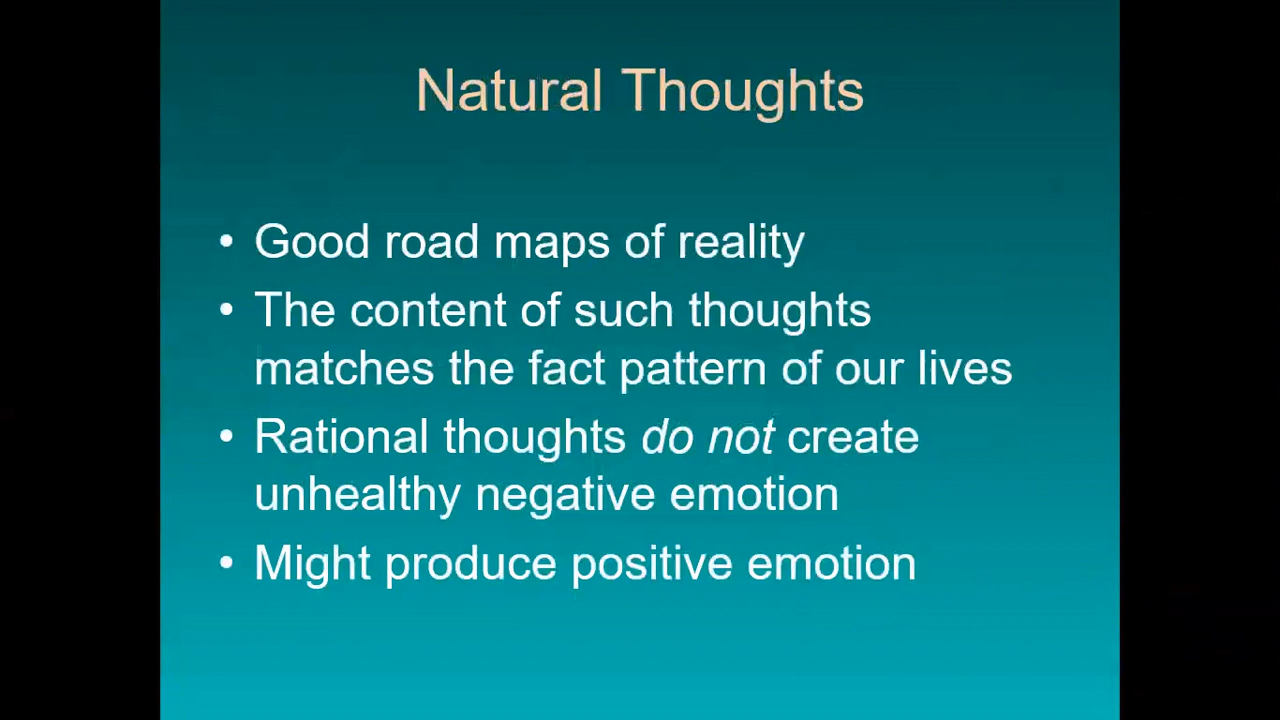 Natural Thoughts
• Good road maps of reality
• The content of such thoughts
matches the fact pattern of our lives
• Rational thoughts do not create
unhealthy negative emotion
• Might produce positive emotion